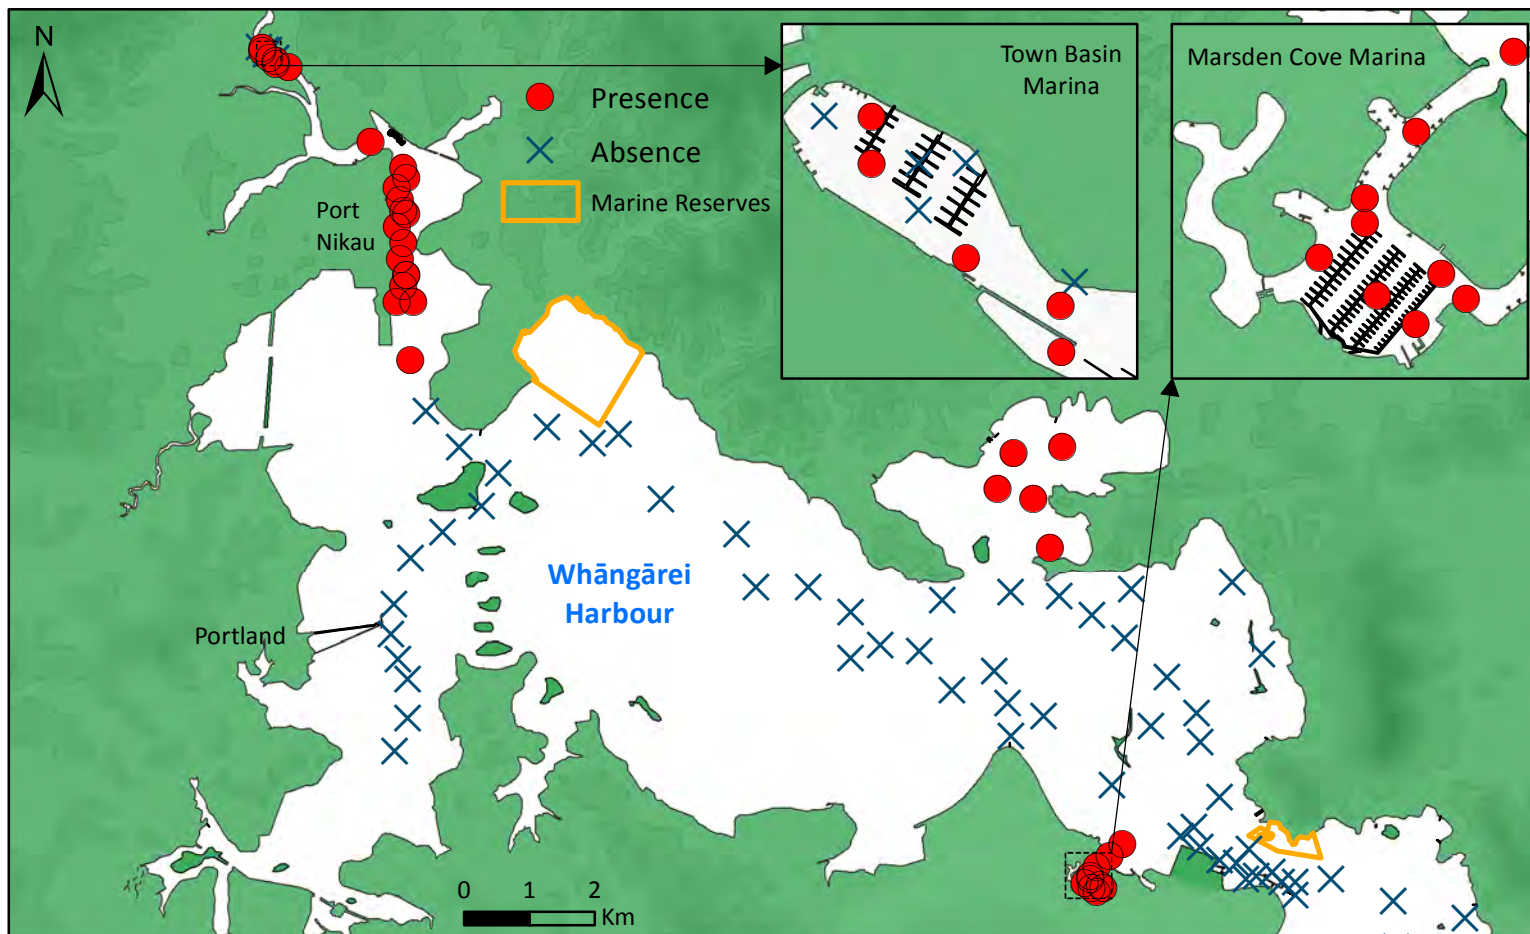 N
Presence
Absence
Marine Reserves
Town Basin
Marina
Marsden Cove Marina
Port
Nikau
Whāngārei
Harbour
Portland
0 1 2
Km